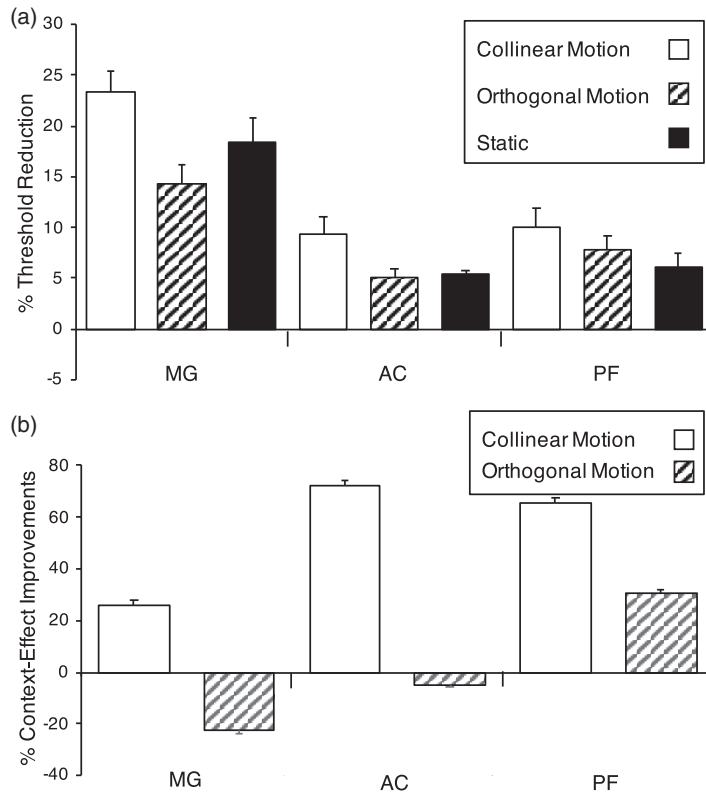 (a)
30
25
20
15
10
5
0
-5
% Threshold Reduction
Collinear Motion
Orthogonal Motion
Static
MG AC PF
(b)
80
60
40
20
0
-20
-40
% Context-Effect Improvements
Collinear Motion
Orthogonal Motion
MG AC PF